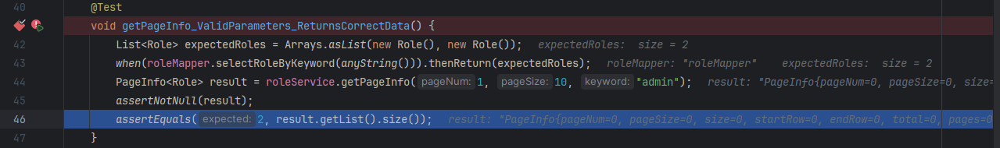 40 @Test
void getPageInfo_ValidParameters_ReturnsCorrectData() {
42 List<Role> expectedRoles = Arrays.asList(new Role(), new Role()); expectedRoles: size = 2
43 when(roleMapper.selectRoleByKeyword(anyString())).thenReturn(expectedRoles); roleMapper: "roleMapper" expectedRoles: size = 2
44 PageInfo<Role> result = roleService.getPageInfo( pageNum: 1, pageSize: 10, keyword: "admin"); result: "PageInfo{pageNum=0, pageSize=0, size=
45 assertNotNull(result);
46 assertEquals( expected: 2, result.getList().size()); result: "PageInfo{pageNum=0, pageSize=0, size=0, startRow=0, endRow=0, total=0, pages=0
47 }